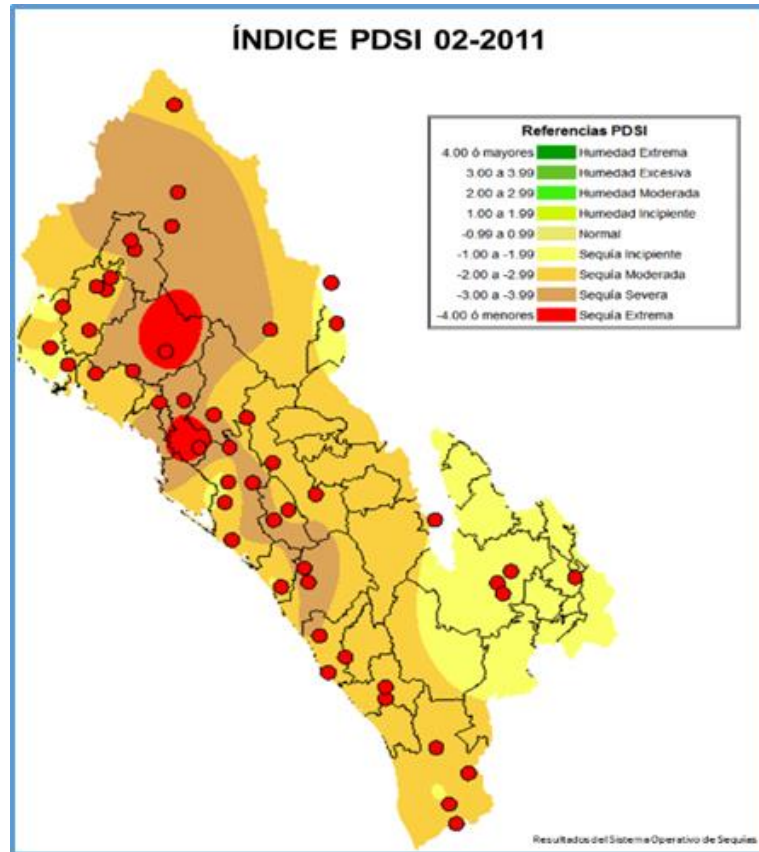 ÍNDICE PDSI 02-2011
Referencias PDSI
4.00 ó mayores Humedad Extrema
3.00 a 3.99 Humedad Excesiva
2.00 a 2.99 Humedad Moderada
1.00 a 1.99 Humedad Incipiente
-0.99 a 0.99 Normal
-1.00 a -1.99 Sequía Incipiente
-2.00 a -2.99 Sequía Moderada
-3.00 a -3.99 Sequía Severa
-4.00 ó menores Sequía Extrema
Resultados del Sistema Operativo de Sequías